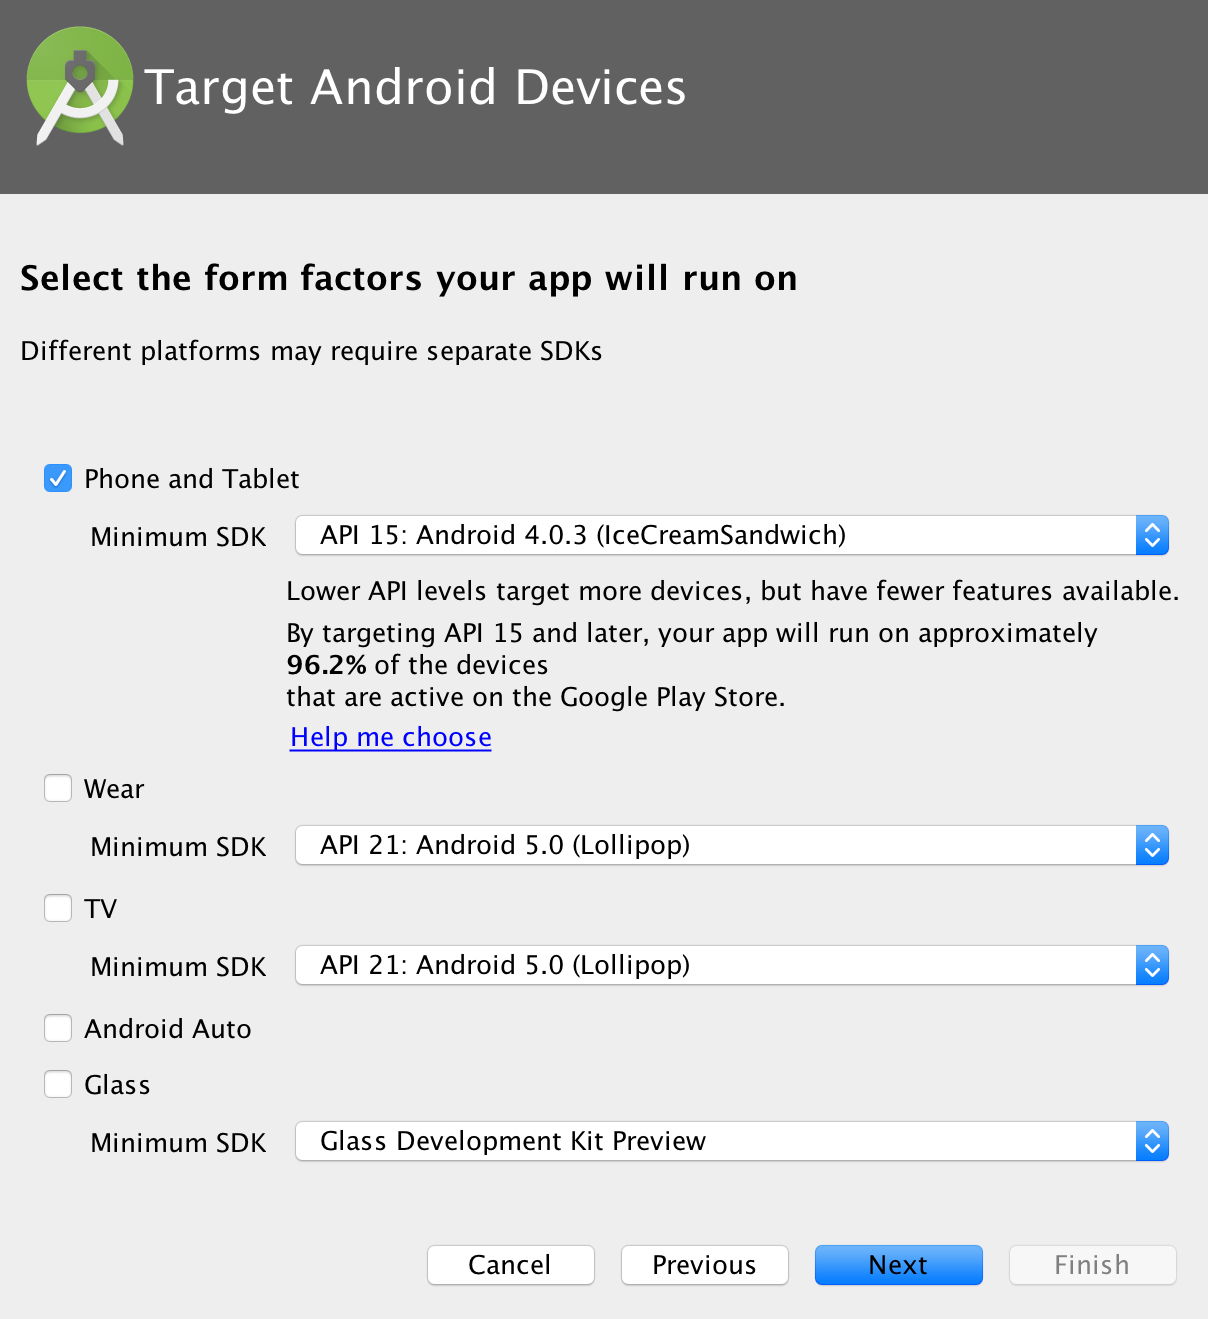 Target Android Devices
Select the form factors your app will run on
Different platforms may require separate SDKs
Phone and Tablet
Minimum SDK API 15: Android 4.0.3 (IceCreamSandwich)
Lower API levels target more devices, but have fewer features available.
By targeting API 15 and later, your app will run on approximately
96.2% of the devices
that are active on the Google Play Store.
Help me choose
Wear
Minimum SDK API 21: Android 5.0 (Lollipop)
TV
Minimum SDK API 21: Android 5.0 (Lollipop)
Android Auto
Glass
Minimum SDK Glass Development Kit Preview
Cancel Previous Next Finish